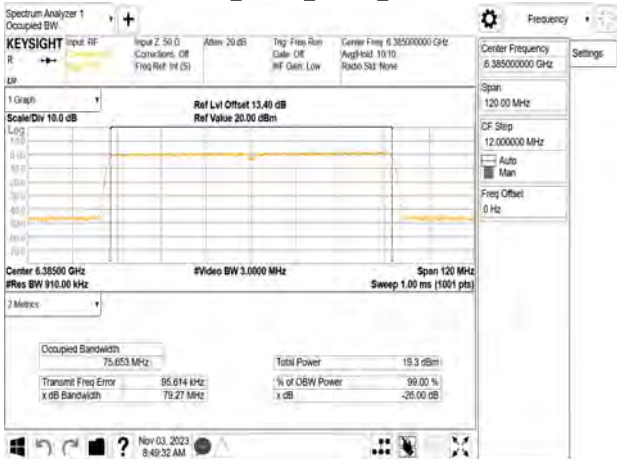 Spectrum Analyzer 1
Occupied BW
Frequency
KEYSIGHT
Input: RF
Input Z: 50 Ω
Atten: 20 dB
Trig: Free Run
Center Freq: 6.385000000 GHz
R
Corrections: Off
Gate: Off
Avg|Hold: 10/10
Freq Ref: Int (S)
#IF Gain: Low
Radio Std: None
Center Frequency
6.385000000 GHz
Settings
Span
120.00 MHz
CF Step
12.000000 MHz
Auto
Man
Freq Offset
0 Hz
1 Graph
Scale/Div 10.0 dB
Ref Lvl Offset 13.40 dB
Ref Value 20.00 dBm
Log
Center 6.38500 GHz
#Video BW 3.0000 MHz
Span 120 MHz
#Res BW 910.00 kHz
Sweep 1.00 ms (1001 pts)
2 Metrics
Occupied Bandwidth
75.653 MHz
Total Power
19.3 dBm
Transmit Freq Error
95.614 kHz
% of OBW Power
99.00 %
x dB Bandwidth
79.27 MHz
x dB
-26.00 dB
Nov 03, 2023
8:49:32 AM